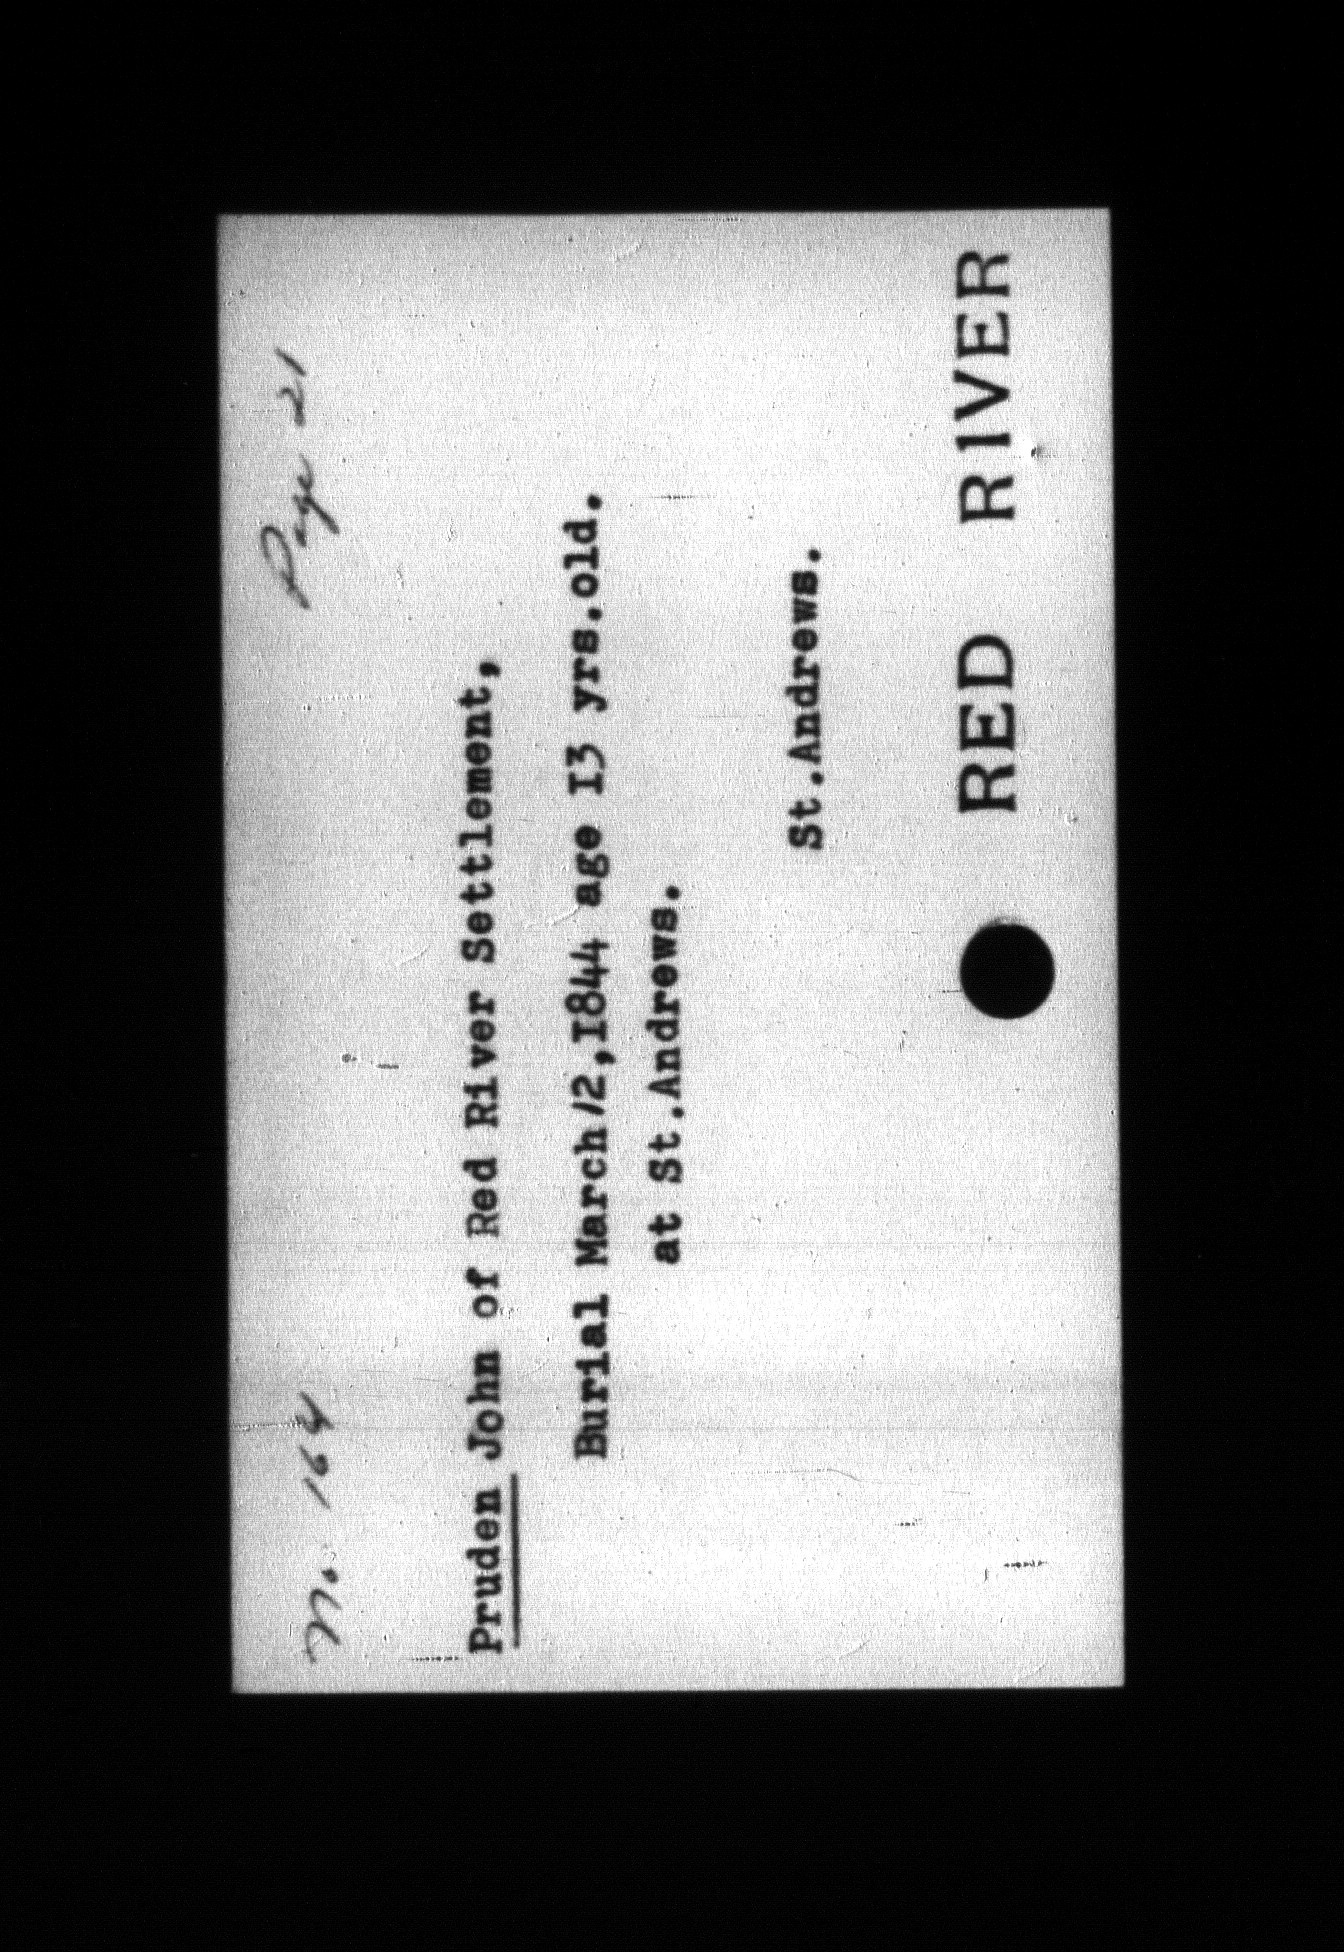 No. 164 Page 21
Pruden John of Red River Settlement,
Burial March 12,1844 age 13 yrs.old.
at St.Andrews.
St.Andrews.
RED RIVER